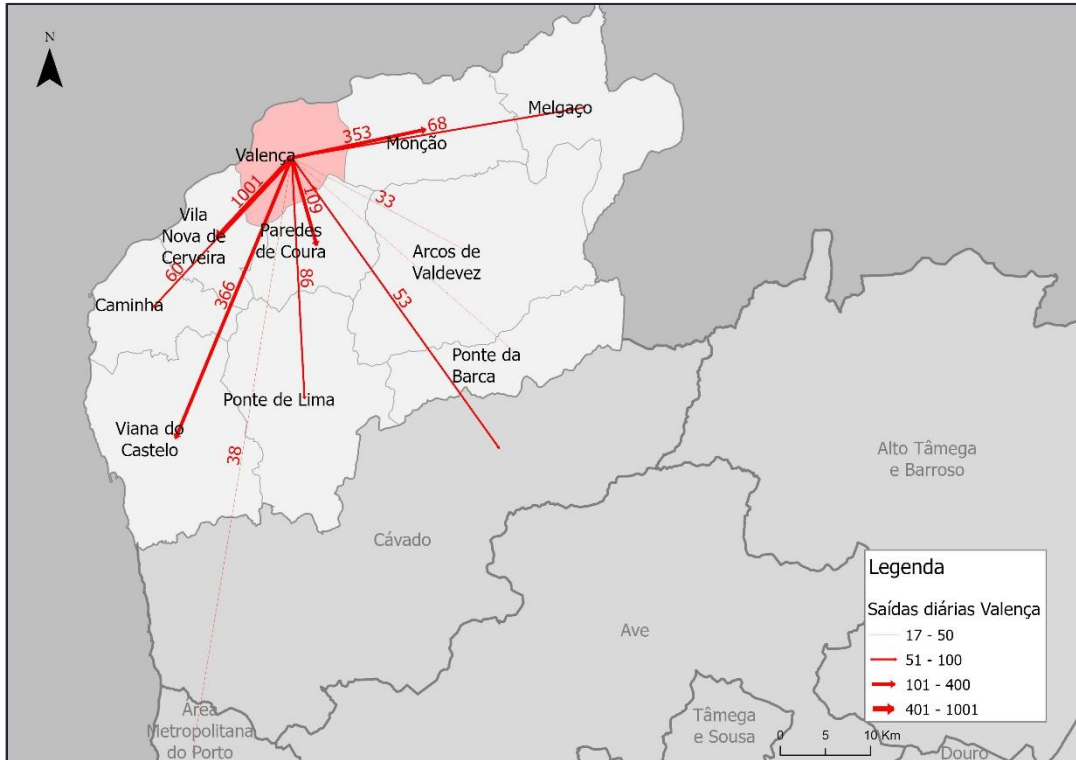 N
Melgaço
353
68
Monção
Valença
1001
109
33
Vila
Nova de
Cerveira
Paredes
de Coura
Arcos de
Valdevez
60
366
86
53
Caminha
Ponte da
Barca
Ponte de Lima
Viana do
Castelo
38
Alto Tâmega
e Barroso
Cávado
Ave
Área
Metropolitana
do Porto
Tâmega
e Sousa
Douro
Legenda
Saídas diárias Valença
17 - 50
51 - 100
101 - 400
401 - 1001
0 5 10 Km